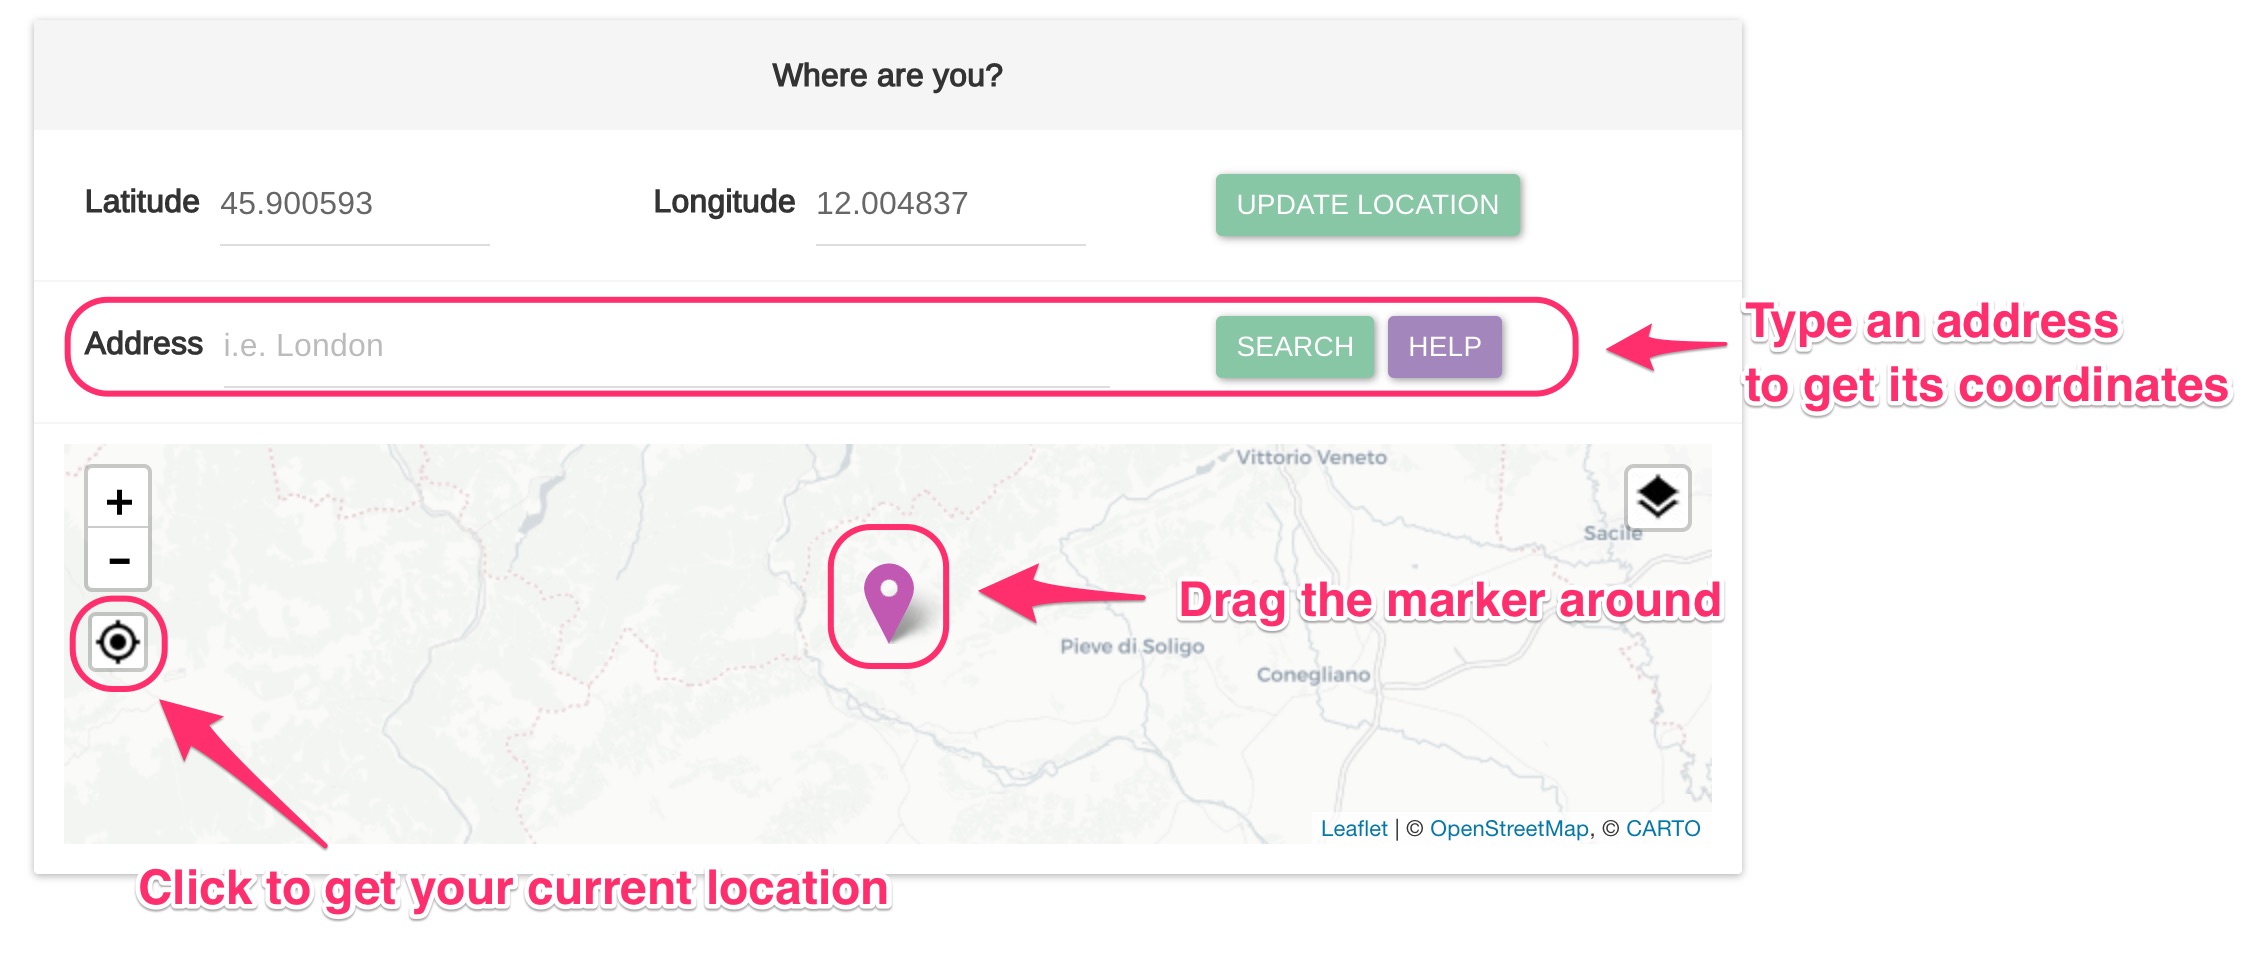 Where are you?
Latitude 45.900593 Longitude 12.004837 UPDATE LOCATION
Address i.e. London SEARCH HELP
Type an address
to get its coordinates
+
−
Vittorio Veneto
Sacile
Drag the marker around
Pieve di Soligo
Conegliano
Leaflet | © OpenStreetMap, © CARTO
Click to get your current location